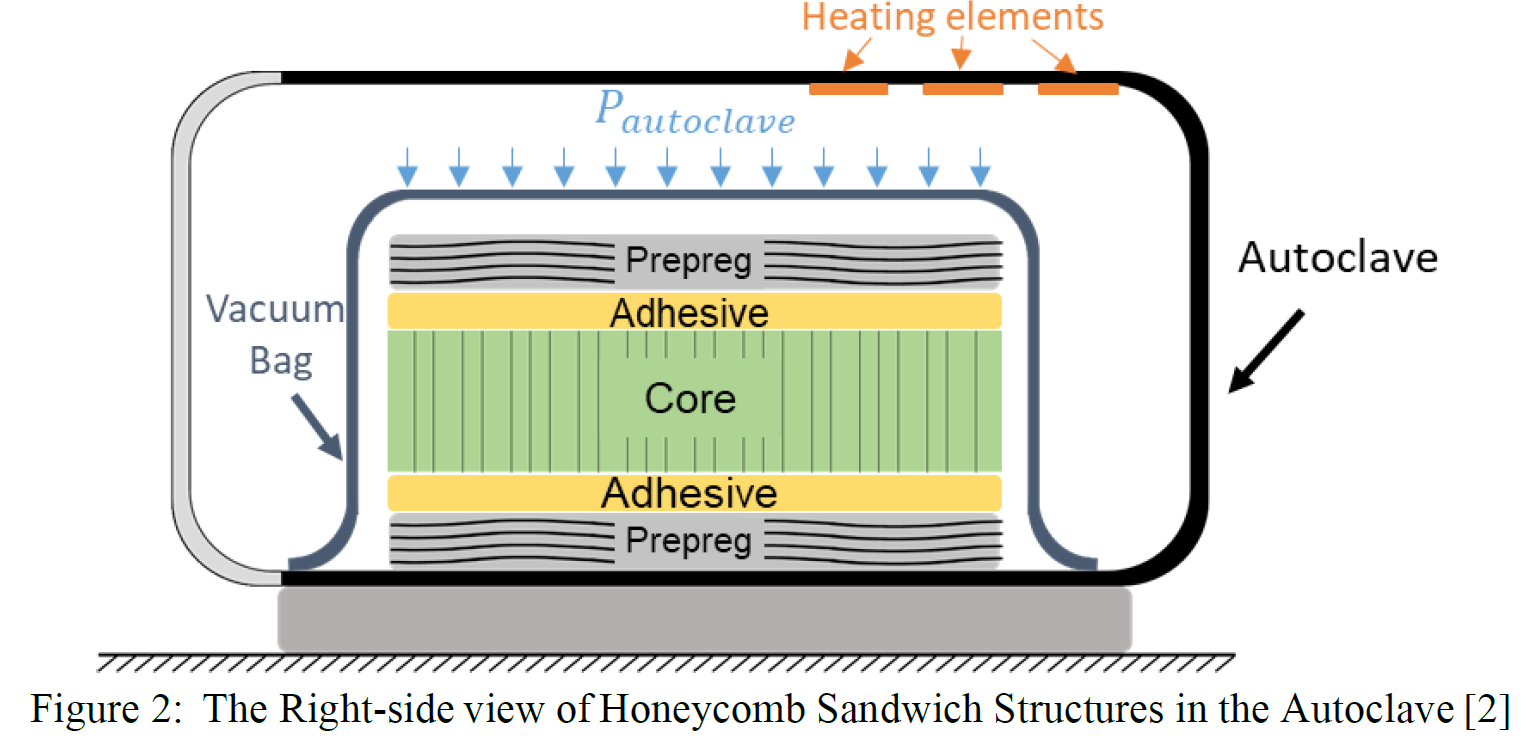 Heating elements
P_autoclave
Prepreg
Adhesive
Autoclave
Vacuum
Bag
Core
Adhesive
Prepreg
Figure 2: The Right-side view of Honeycomb Sandwich Structures in the Autoclave [2]